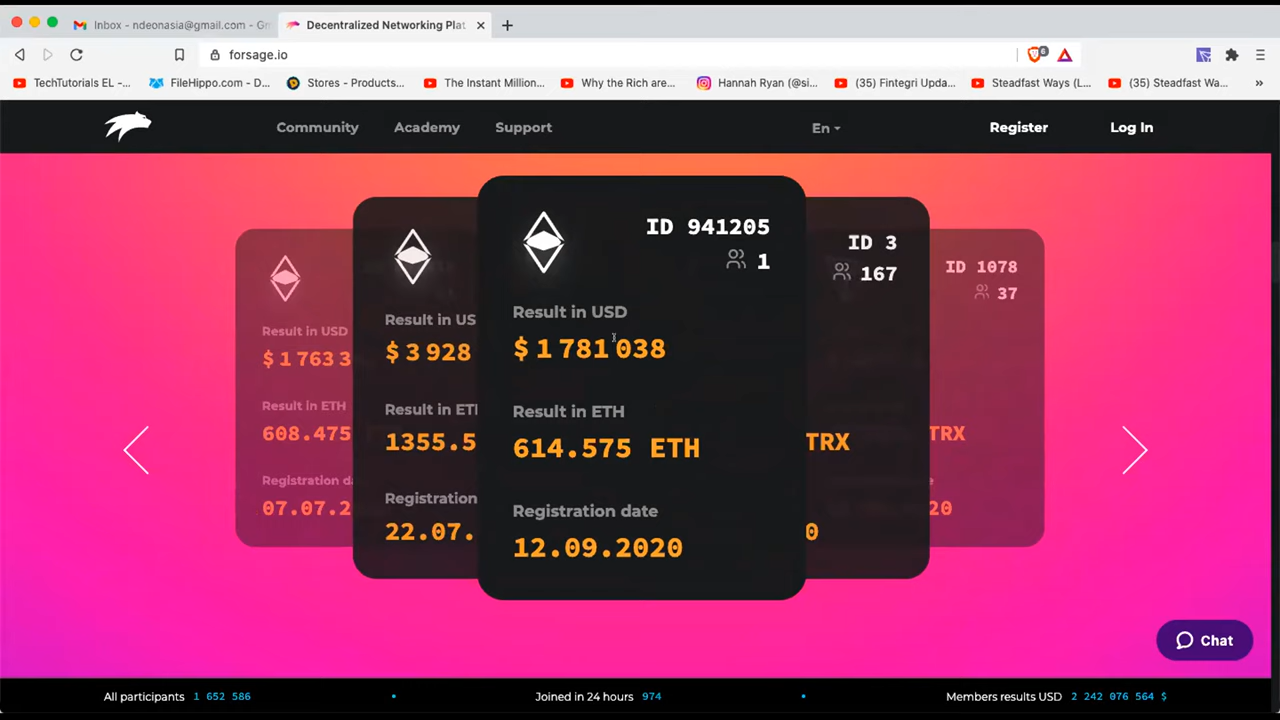 Inbox - ndeonasia@gmail.com - Gm
Decentralized Networking Plat
forsage.io
6
TechTutorials EL -...
FileHippo.com - D...
Stores - Products...
The Instant Million...
Why the Rich are...
Hannah Ryan (@si...
(35) Fintegri Upda...
Steadfast Ways (L...
(35) Steadfast Wa...
Community
Academy
Support
En
Register
Log In
Result in USD
$ 1 763 3
Result in ETH
608.475
Registration da
07.07.2
Result in US
$ 3 928
Result in ETH
1355.5
Registration
22.07.
ID 941205
1
Result in USD
$ 1 781 038
Result in ETH
614.575 ETH
Registration date
12.09.2020
ID 3
167
TRX
0
ID 1078
37
TRX
20
Chat
All participants 1 652 586
Joined in 24 hours 974
Members results USD 2 242 076 564 $